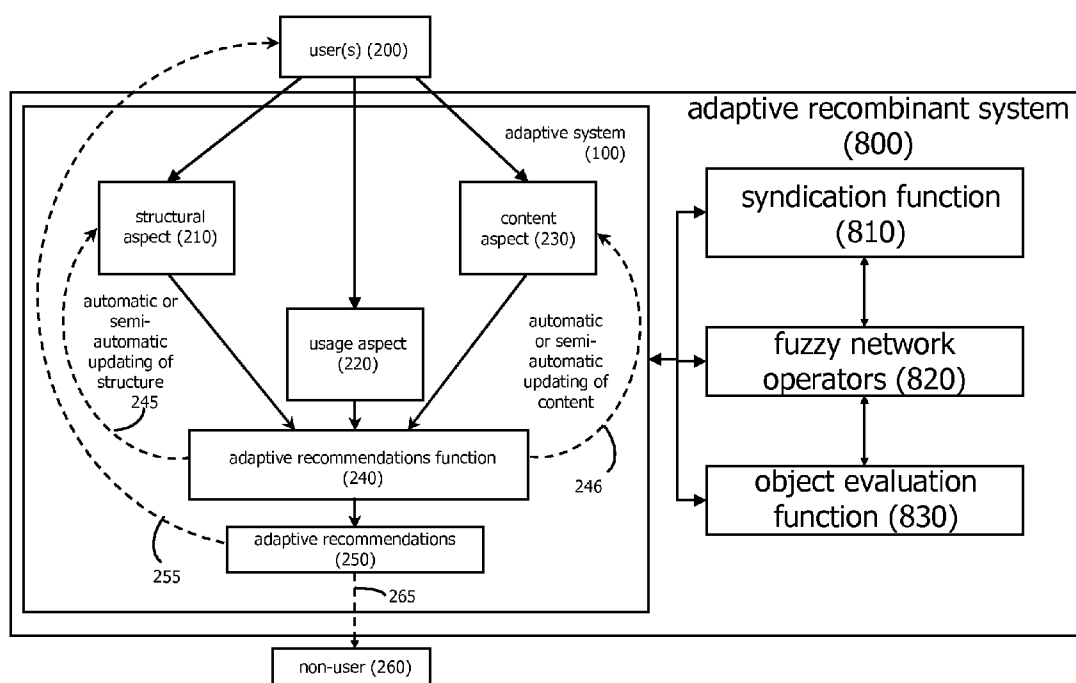 user(s) (200)
adaptive recombinant system
(800)
adaptive system
(100)
structural
aspect (210)
content
aspect (230)
syndication function
(810)
automatic or
semi-
automatic
updating of
structure
245
usage aspect
(220)
automatic
or semi-
automatic
updating of
content
fuzzy network
operators (820)
adaptive recommendations function
(240)
246
object evaluation
function (830)
adaptive recommendations
(250)
255
265
non-user (260)